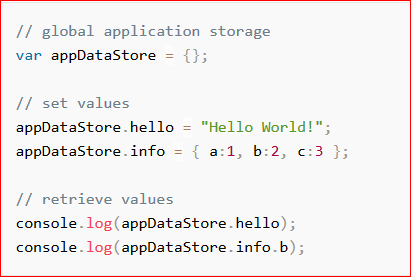 // global application storage
var appDataStore = {};
// set values
appDataStore.hello = "Hello World!";
appDataStore.info = { a:1, b:2, c:3 };
// retrieve values
console.log(appDataStore.hello);
console.log(appDataStore.info.b);